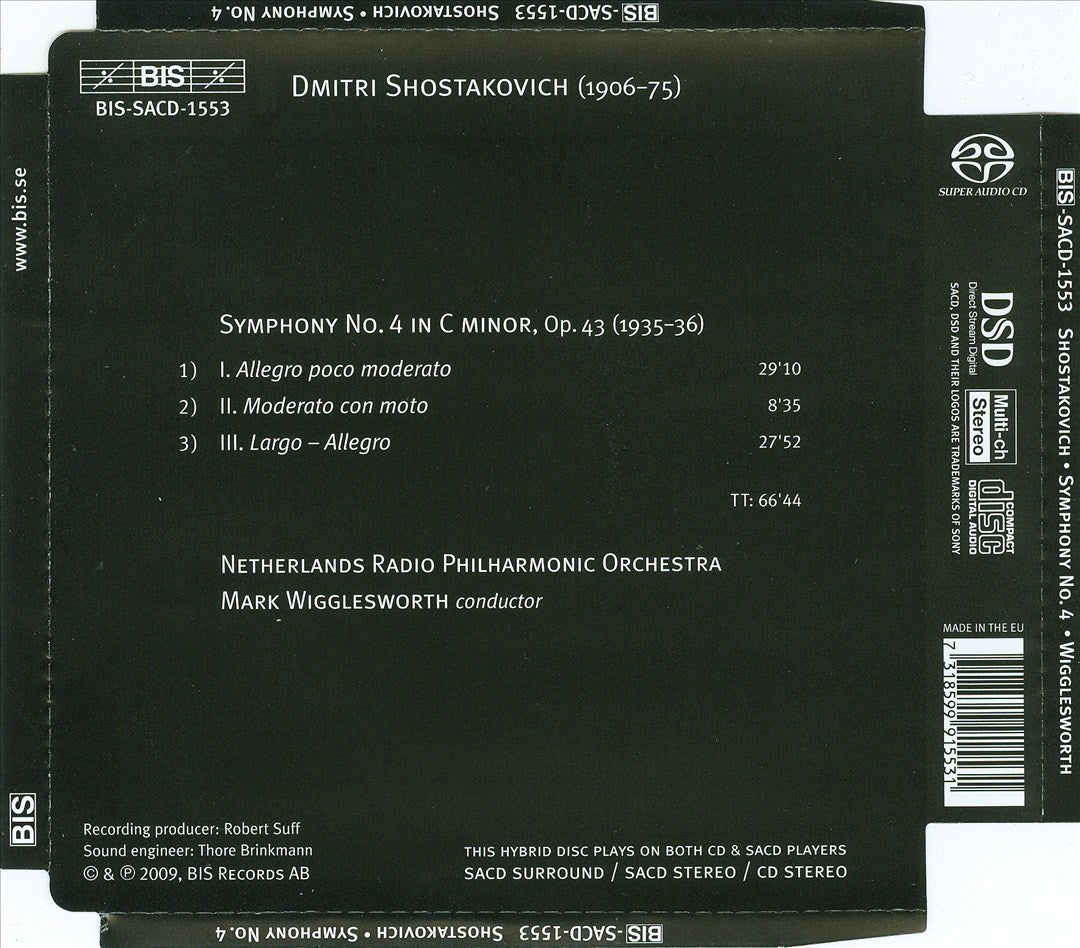 BIS-SACD-1553 SHOSTAKOVICH • SYMPHONY NO. 4
BIS
BIS-SACD-1553
DMITRI SHOSTAKOVICH (1906–75)
www.bis.se
SYMPHONY NO. 4 IN C MINOR, OP. 43 (1935–36)
1) I. Allegro poco moderato 29'10
2) II. Moderato con moto 8'35
3) III. Largo – Allegro 27'52
TT: 66'44
NETHERLANDS RADIO PHILHARMONIC ORCHESTRA
MARK WIGGLESWORTH conductor
BIS
Recording producer: Robert Suff
Sound engineer: Thore Brinkmann
© & ℗ 2009, BIS RECORDS AB
THIS HYBRID DISC PLAYS ON BOTH CD & SACD PLAYERS
SACD SURROUND / SACD STEREO / CD STEREO
SUPER AUDIO CD
DSD
Direct Stream Digital
SACD, DSD AND THEIR LOGOS ARE TRADEMARKS OF SONY
Multi-ch
Stereo
COMPACT
disc
DIGITAL AUDIO
MADE IN THE EU
7 318599 915531
BIS-SACD-1553 SHOSTAKOVICH • SYMPHONY NO. 4 • WIGGLESWORTH
BIS-SACD-1553 SHOSTAKOVICH • SYMPHONY NO. 4